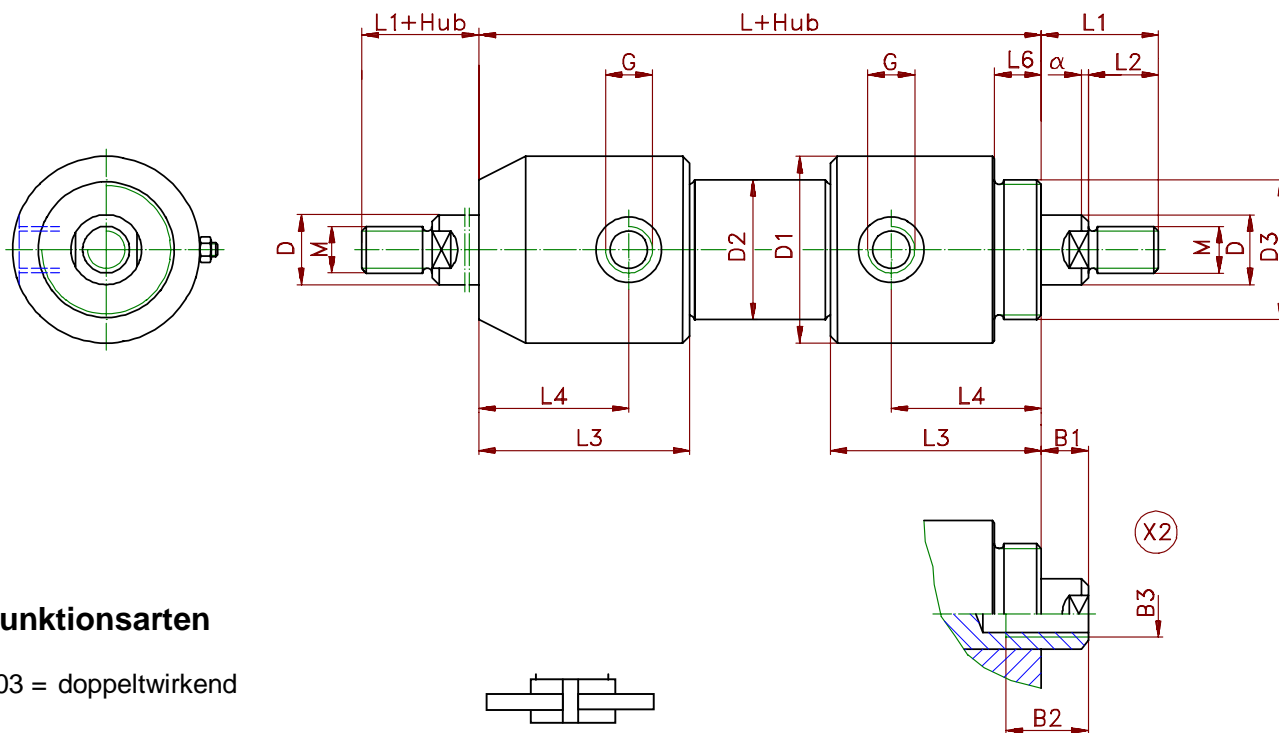 L1+Hub L+Hub L1
G G L6 α L2
D M D2 D1 M D D3
L4 L4
L3 L3 B1
X2
B3
unktionsarten
03 = doppeltwirkend
B2